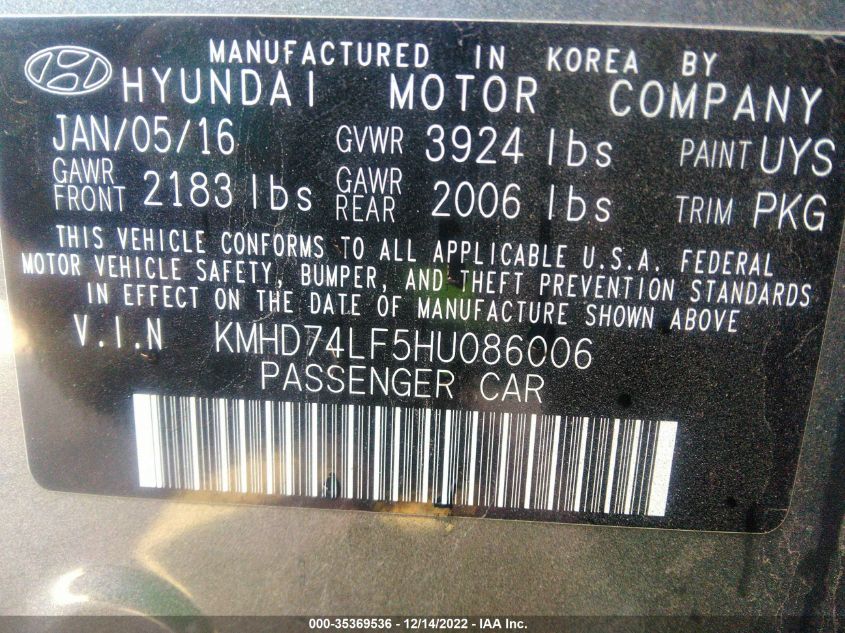 MANUFACTURED IN KOREA BY
HYUNDAI MOTOR COMPANY
JAN/05/16 GVWR 3924 lbs PAINT UYS
GAWR FRONT 2183 lbs GAWR REAR 2006 lbs TRIM PKG
THIS VEHICLE CONFORMS TO ALL APPLICABLE U.S.A. FEDERAL
MOTOR VEHICLE SAFETY, BUMPER, AND THEFT PREVENTION STANDARDS
IN EFFECT ON THE DATE OF MANUFACTURE SHOWN ABOVE
V.I.N KMHD74LF5HU086006
PASSENGER CAR
000-35369536 - 12/14/2022 - IAA Inc.